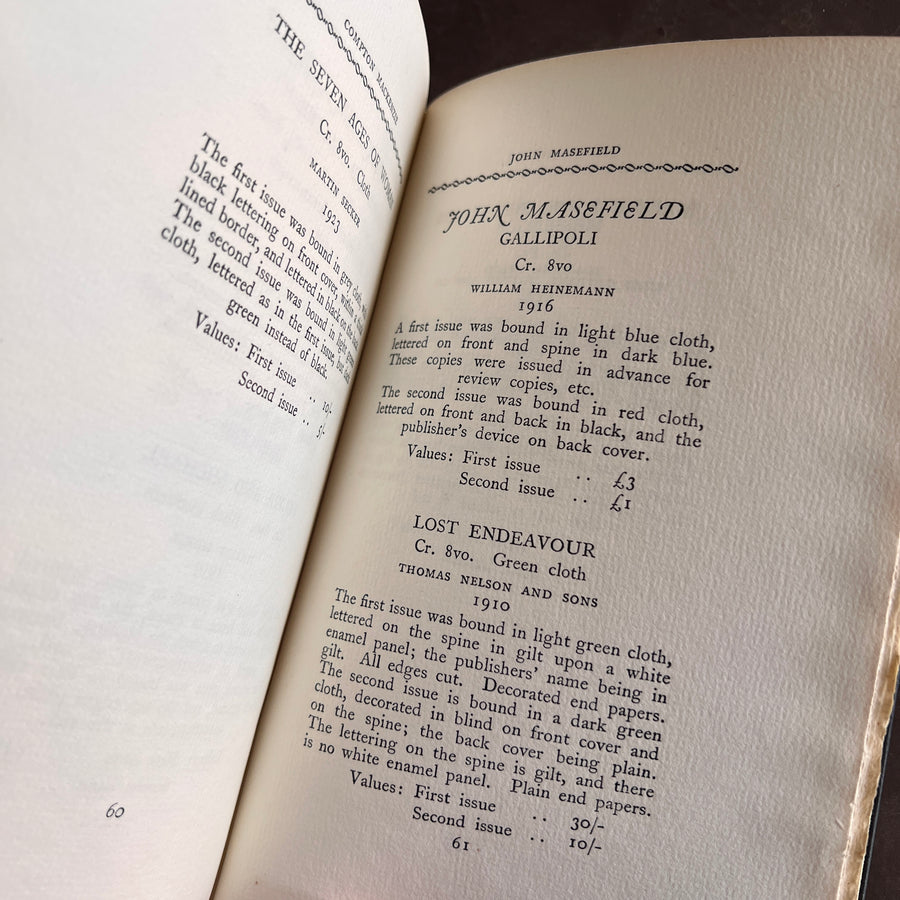 COMPTON MACKENZIE
THE SEVEN AGES OF WOMAN
Cr. 8vo. Cloth
MARTIN SECKER
1923
The first issue was bound in grey cloth,
black lettering on front cover, within a
lined border, and lettered in black on the
The second issue was bound in light green
cloth, lettered as in the first issue, but
green instead of black.
Values: First issue .. 10/-
Second issue .. 5/-
60
JOHN MASEFIELD
JOHN MASEFIELD
GALLIPOLI
Cr. 8vo
WILLIAM HEINEMANN
1916
A first issue was bound in light blue cloth,
lettered on front and spine in dark blue.
These copies were issued in advance for
review copies, etc.
The second issue was bound in red cloth,
lettered on front and back in black, and the
publisher's device on back cover.
Values: First issue .. £3
Second issue .. £1
LOST ENDEAVOUR
Cr. 8vo. Green cloth
THOMAS NELSON AND SONS
1910
The first issue was bound in light green cloth,
lettered on the spine in gilt upon a white
enamel panel; the publishers' name being in
gilt. All edges cut. Decorated end papers.
The second issue is bound in a dark green
cloth, decorated in blind on front cover and
on the spine; the back cover being plain.
The lettering on the spine is gilt, and there
is no white enamel panel. Plain end papers.
Values: First issue .. 30/-
Second issue .. 10/-
61